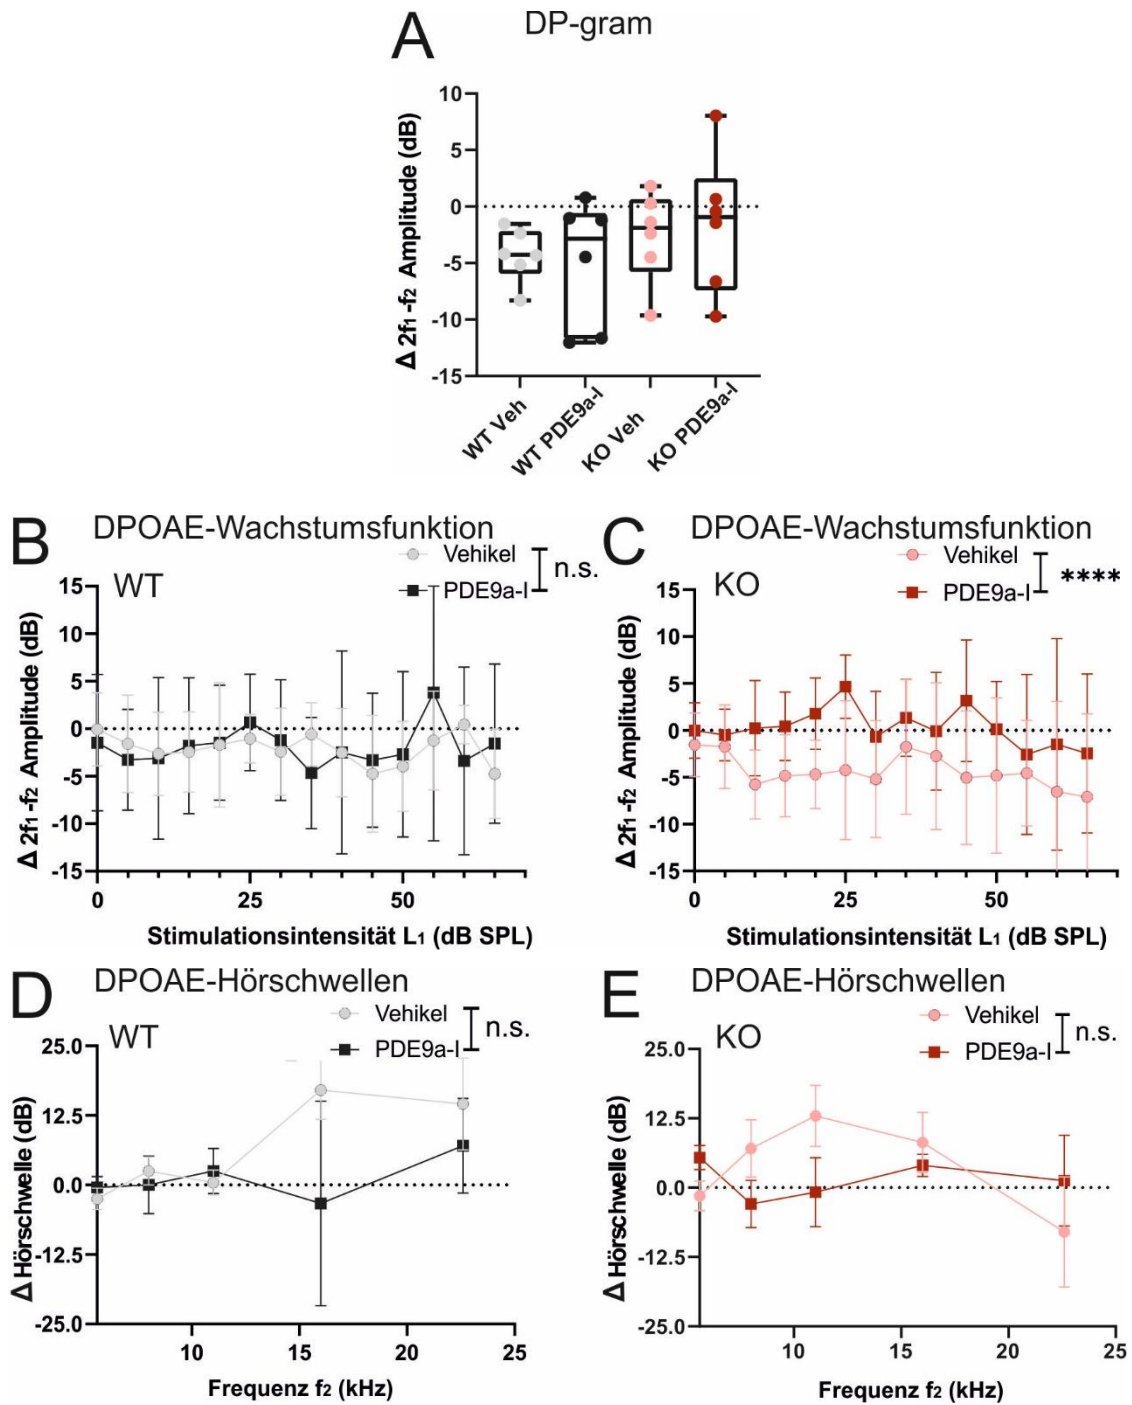 A DP-gram
Δ 2f₁-f₂ Amplitude (dB)
10
5
0
-5
-10
-15
WT Veh
WT PDE9a-I
KO Veh
KO PDE9a-I
B DPOAE-Wachstumsfunktion
WT
Vehikel
PDE9a-I
n.s.
Δ 2f₁-f₂ Amplitude (dB)
15
10
5
0
-5
-10
-15
0 25 50
Stimulationsintensität L₁ (dB SPL)
C DPOAE-Wachstumsfunktion
KO
Vehikel
PDE9a-I
****
Δ 2f₁-f₂ Amplitude (dB)
15
10
5
0
-5
-10
-15
0 25 50
Stimulationsintensität L₁ (dB SPL)
D DPOAE-Hörschwellen
WT
Vehikel
PDE9a-I
n.s.
Δ Hörschwelle (dB)
25.0
12.5
0.0
-12.5
-25.0
10 15 20 25
Frequenz f₂ (kHz)
E DPOAE-Hörschwellen
KO
Vehikel
PDE9a-I
n.s.
Δ Hörschwelle (dB)
25.0
12.5
0.0
-12.5
-25.0
10 15 20 25
Frequenz f₂ (kHz)